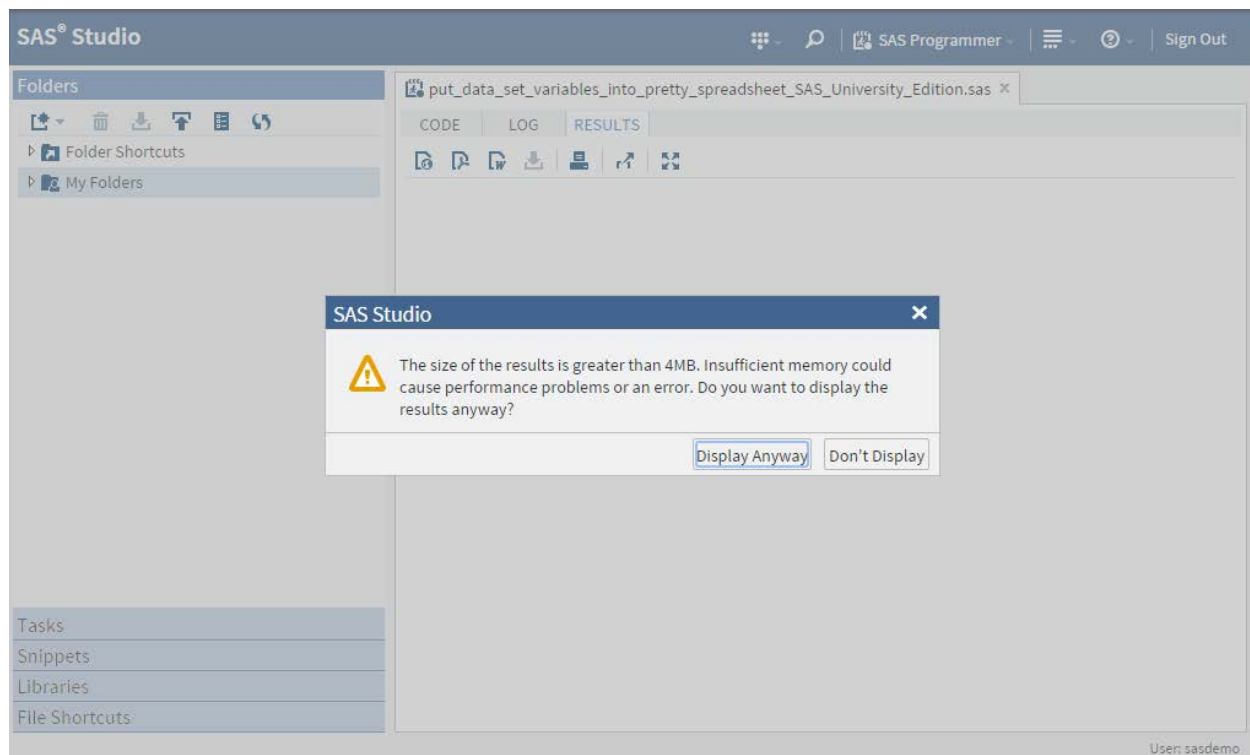 SAS® Studio
SAS Programmer
Sign Out
Folders
Folder Shortcuts
My Folders
Tasks
Snippets
Libraries
File Shortcuts
put_data_set_variables_into_pretty_spreadsheet_SAS_University_Edition.sas
CODE LOG RESULTS
SAS Studio
The size of the results is greater than 4MB. Insufficient memory could
cause performance problems or an error. Do you want to display the
results anyway?
Display Anyway Don't Display
User: sasdemo